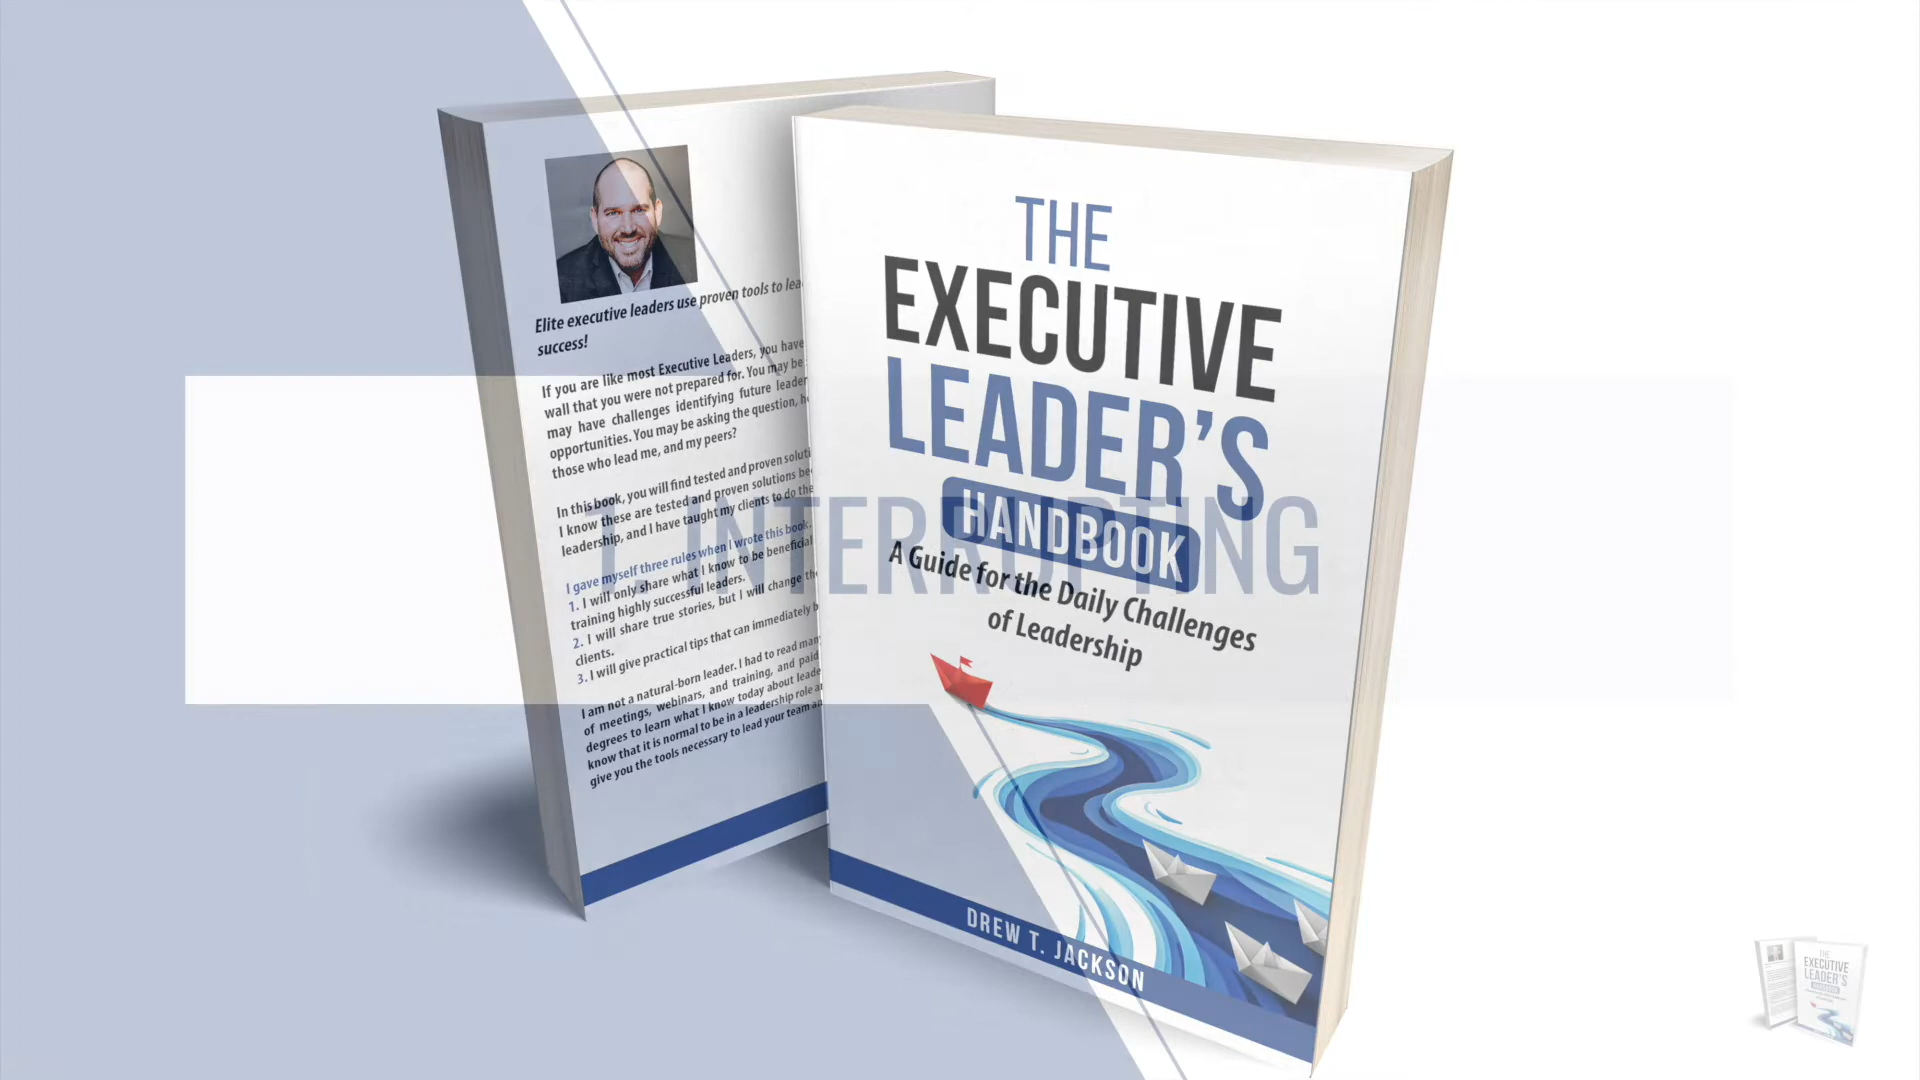 Elite executive leaders use proven tools to
success!
If you are like most Executive Leaders, you have
wall that you were not prepared for. You may be
may have challenges identifying future leader
opportunities. You may be asking the question,
those who lead me, and my peers?
In this book, you will find tested and proven
I know these are tested and proven solutions
leadership, and I have taught my clients to do the
I gave myself three rules when I wrote this book.
1. I will only share what I know to be beneficial
training highly successful leaders.
2. I will share true stories, but I will change the
clients.
3. I will give practical tips that can immediately
I am not a natural-born leader. I had to read many
of meetings, webinars, and training, and paid
degrees to learn what I know today about
know that it is normal to be in a leadership role
give you the tools necessary to lead your team
THE
EXECUTIVE
LEADER'S
HANDBOOK
A Guide for the Daily Challenges
of Leadership
DREW T. JACKSON
1. INTERRUPTING
THE
EXECUTIVE
LEADER'S
HANDBOOK